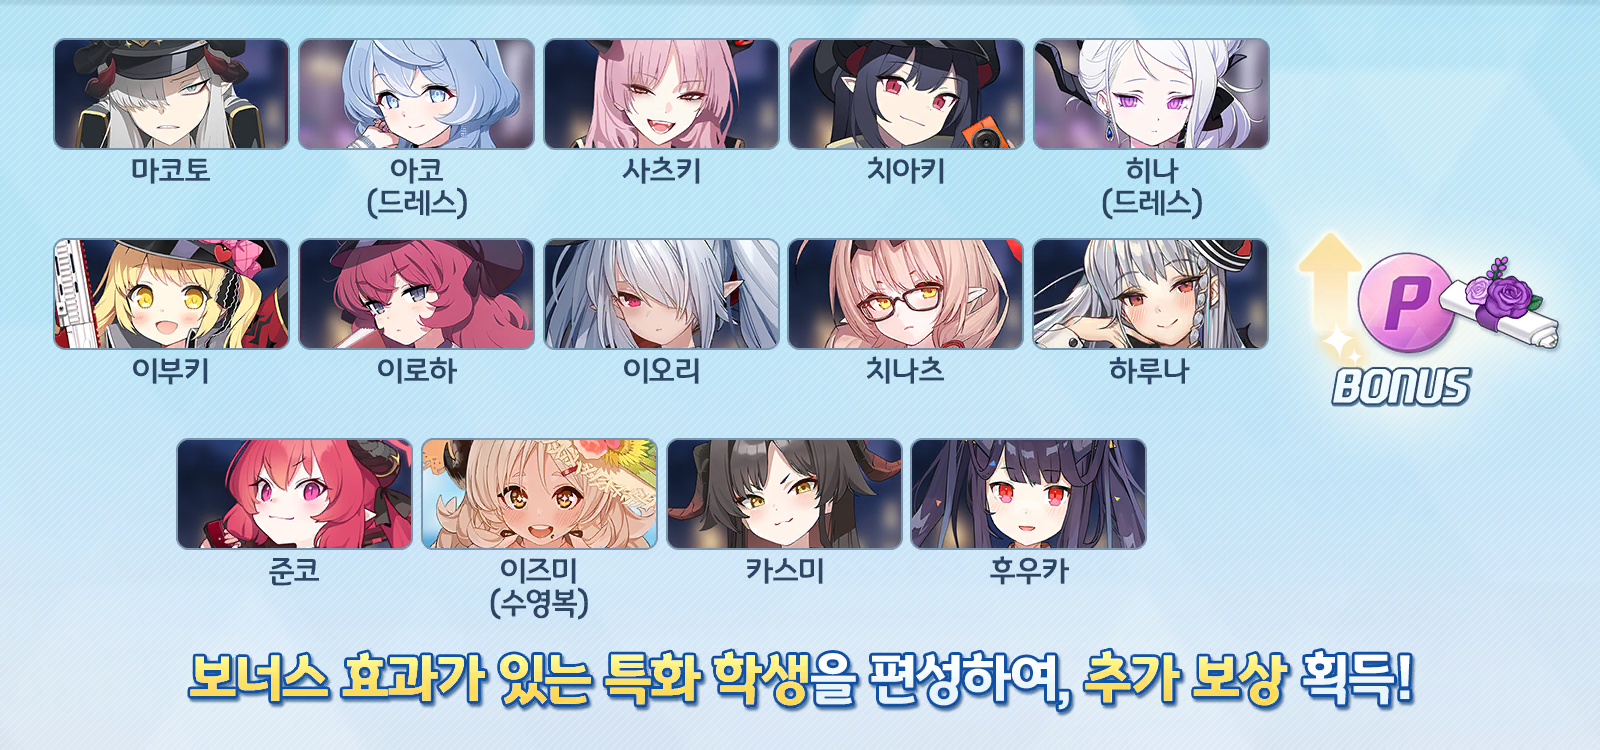 마코토
아코
(드레스)
사츠키
치아키
히나
(드레스)
이부키
이로하
이오리
치나츠
하루나
P
BONUS
준코
이즈미
(수영복)
카스미
후우카
보너스 효과가 있는 특화 학생을 편성하여, 추가 보상 획득!